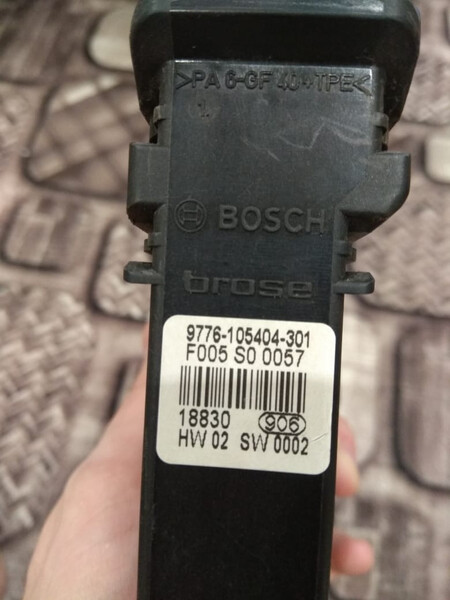 >PA 6-GF 40+TPE<
1
BOSCH
brose
9776-105404-301
F005 S0 0057
18830 906
HW 02 SW 0002